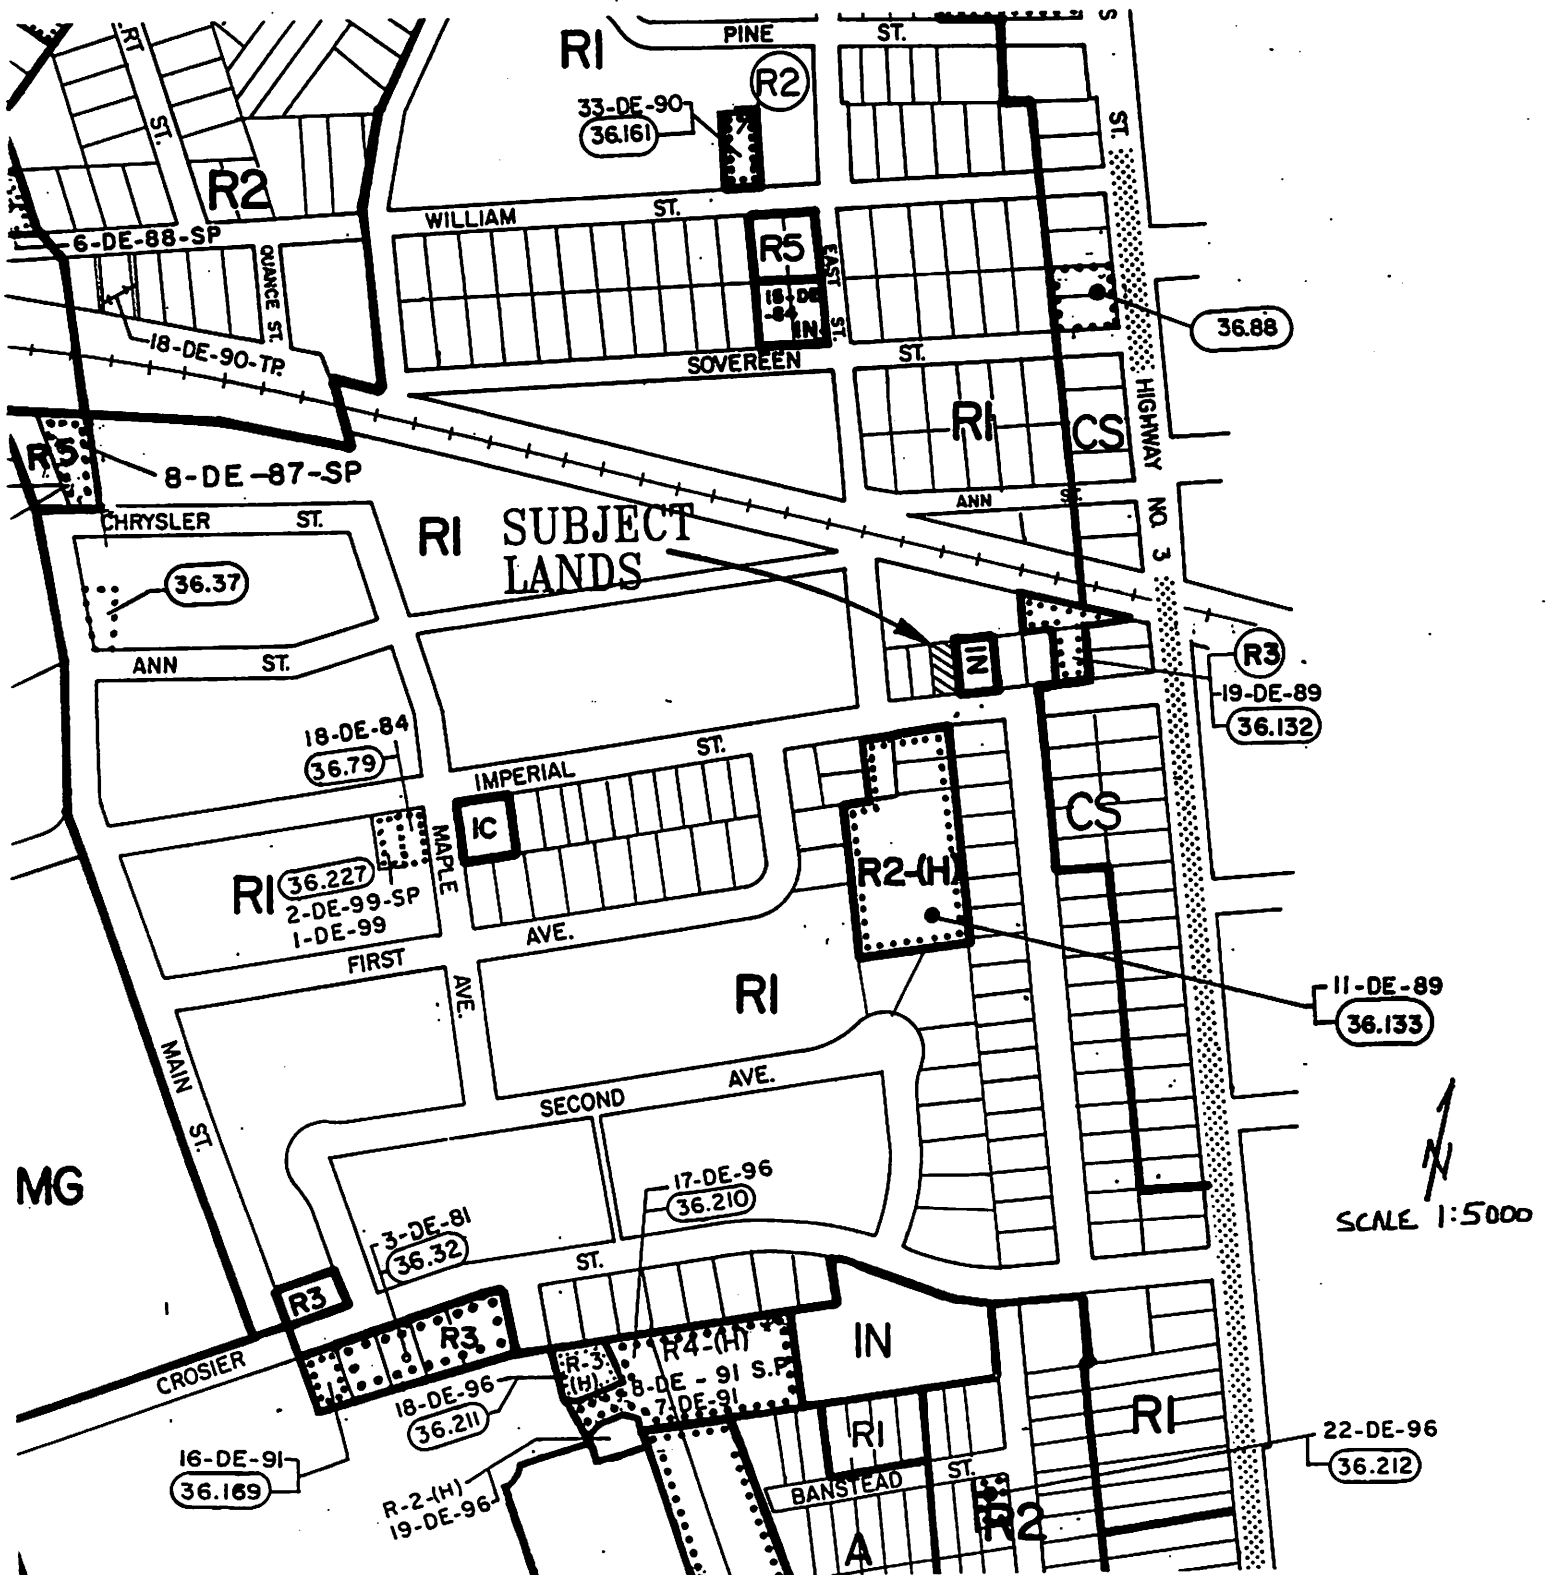 S
PINE ST.
RI
RT
ST.
R2
33-DE-90
36.161
ST.
R2
WILLIAM ST.
6-DE-88-SP
QUANCE ST.
R5
EAST ST.
18-DE-90-TP.
IN
36.88
SOVEREEN ST.
RI
CS
HIGHWAY NO. 3
R5
8-DE-87-SP
ANN ST.
CHRYSLER ST.
RI
SUBJECT
LANDS
36.37
IN
R3
ANN ST.
19-DE-89
36.132
18-DE-84
36.79
IMPERIAL ST.
CS
IC
MAPLE AVE.
R2-(H)
RI
36.227
2-DE-99-SP
1-DE-99
FIRST AVE.
RI
11-DE-89
36.133
MAIN ST.
SECOND AVE.
MG
N
17-DE-96
36.210
SCALE 1:5000
3-DE-81
36.32
ST.
R3
R3
IN
R4-(H)
R-3
(H)
8-DE-91 S.P.
7-DE-91
CROSIER
18-DE-96
36.211
RI
RI
22-DE-96
36.212
16-DE-91
36.169
BANSTEAD ST.
R-2-(H)
19-DE-96
R2
A